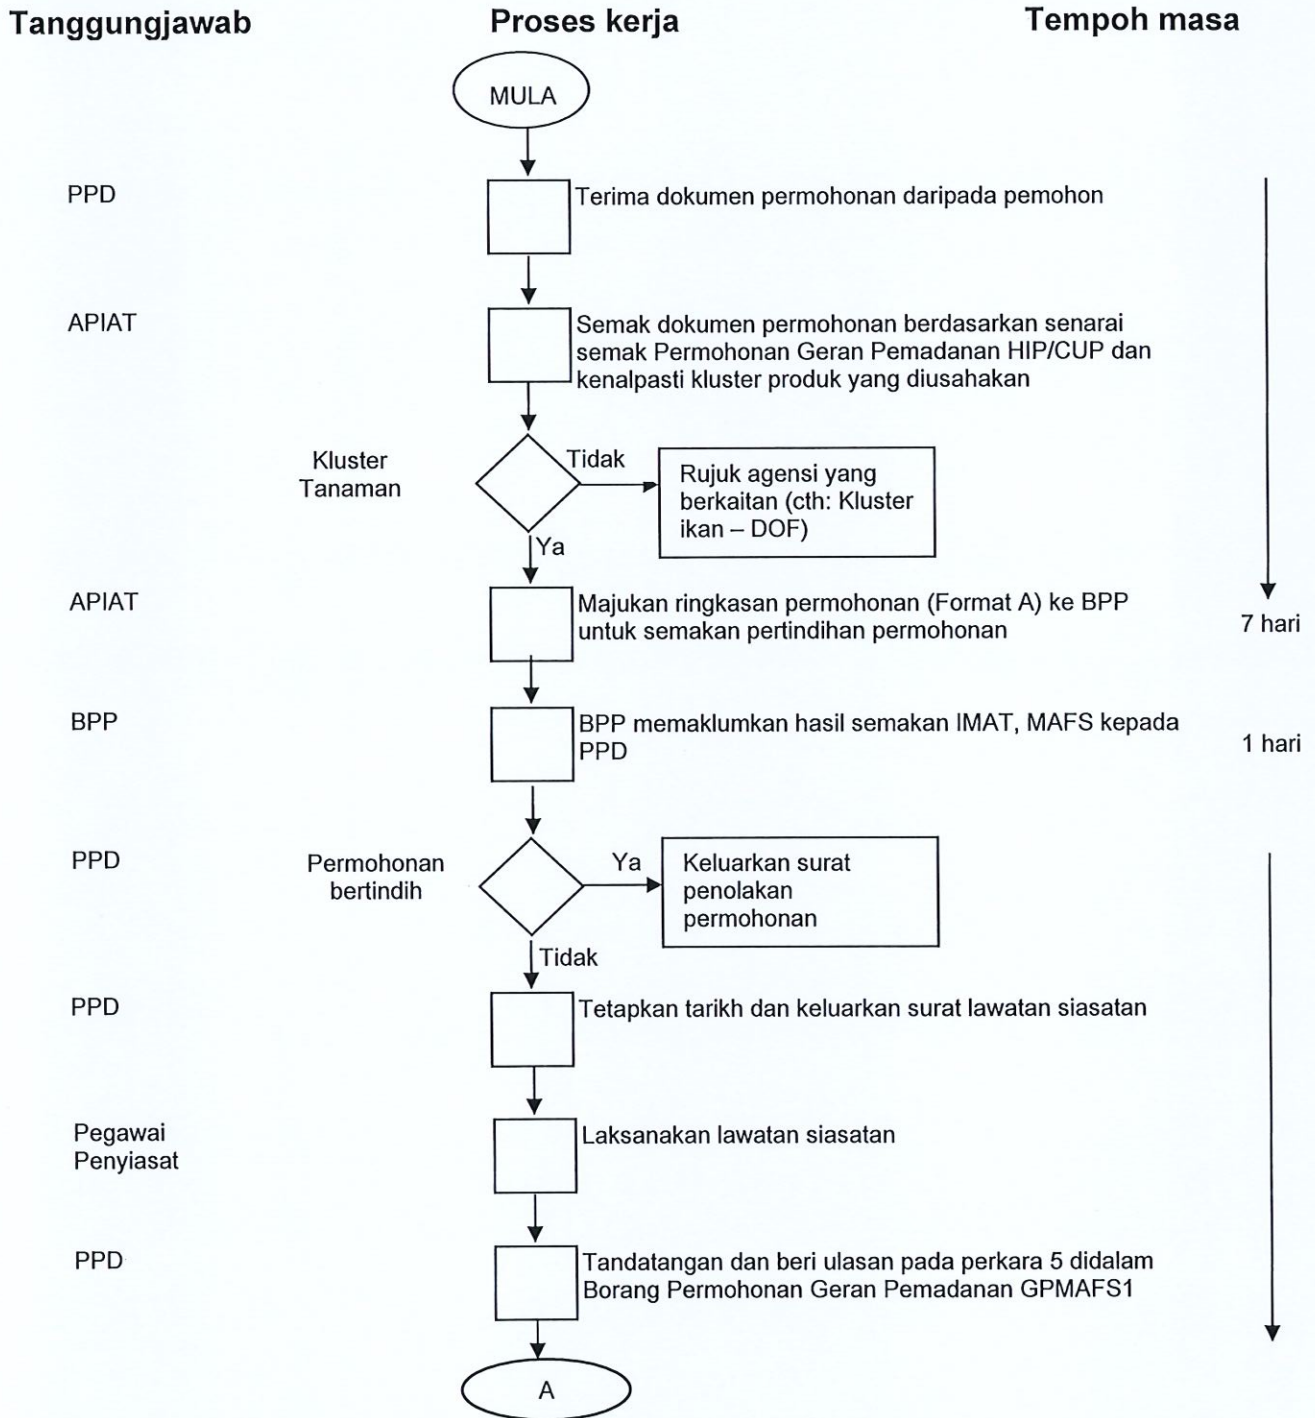 Tanggungjawab
Proses kerja
Tempoh masa
MULA
PPD
Terima dokumen permohonan daripada pemohon
APIAT
Semak dokumen permohonan berdasarkan senarai
semak Permohonan Geran Pemadanan HIP/CUP dan
kenalpasti kluster produk yang diusahakan
Kluster
Tanaman
Tidak
Rujuk agensi yang
berkaitan (cth: Kluster
ikan – DOF)
Ya
APIAT
Majukan ringkasan permohonan (Format A) ke BPP
untuk semakan pertindihan permohonan
7 hari
BPP
BPP memaklumkan hasil semakan IMAT, MAFS kepada
PPD
1 hari
PPD
Permohonan
bertindih
Ya
Keluarkan surat
penolakan
permohonan
Tidak
PPD
Tetapkan tarikh dan keluarkan surat lawatan siasatan
Pegawai
Penyiasat
Laksanakan lawatan siasatan
PPD
Tandatangan dan beri ulasan pada perkara 5 didalam
Borang Permohonan Geran Pemadanan GPMAFS1
A